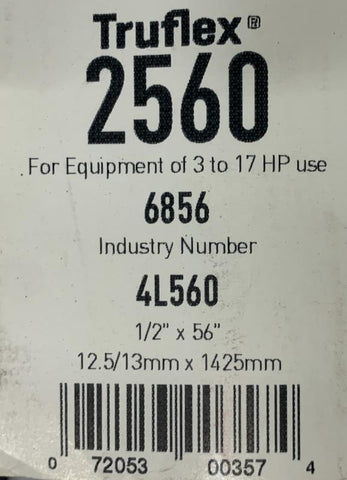 Truflex®
2560
For Equipment of 3 to 17 HP use
6856
Industry Number
4L560
1/2" x 56"
12.5/13mm x 1425mm
0 72053 00357 4